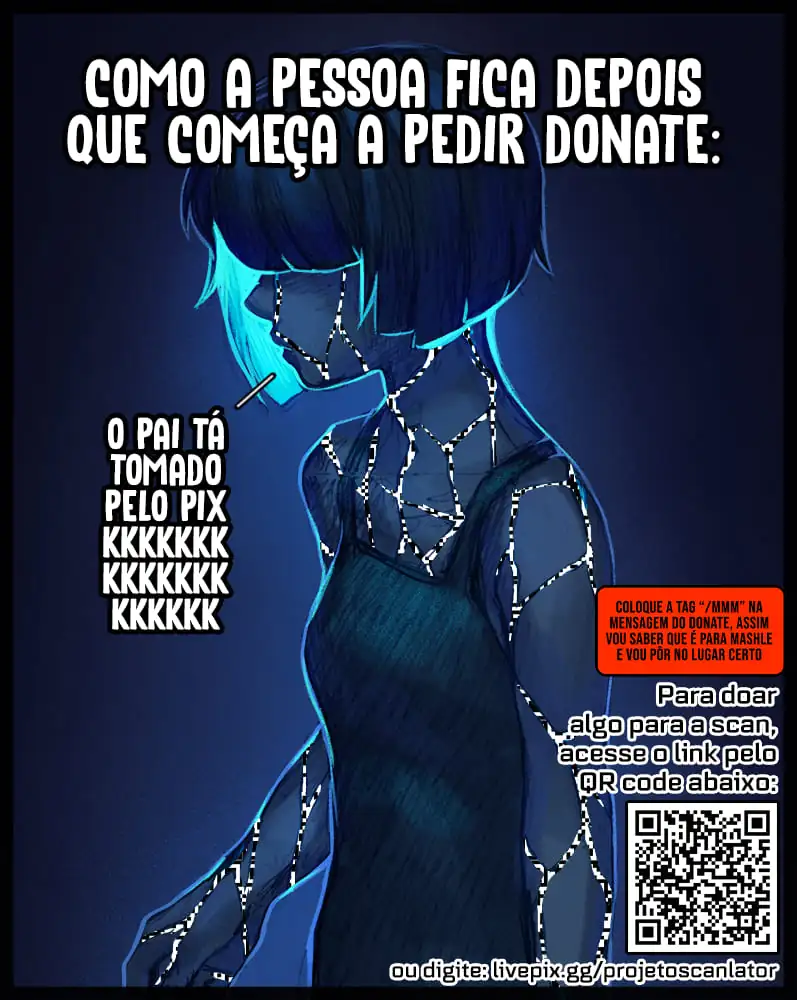 COMO A PESSOA FICA DEPOIS
QUE COMEÇA A PEDIR DONATE:
O PAI TÁ
TOMADO
PELO PIX
KKKKKKK
KKKKKKK
KKKKKK
COLOQUE A TAG “/MMM” NA
MENSAGEM DO DONATE, ASSIM
VOU SABER QUE É PARA MASHLE
E VOU PÔR NO LUGAR CERTO
Para doar
algo para a scan,
acesse o link pelo
QR code abaixo:
ou digite: livepix.gg/projetoscanlator